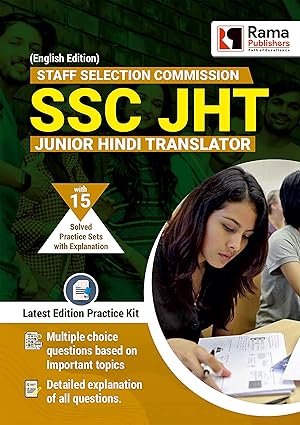 Rama
Publishers
Path of Excellence
(English Edition)
STAFF SELECTION COMMISSION
SSC JHT
JUNIOR HINDI TRANSLATOR
with
15
Solved
Practice Sets
with Explanation
Latest Edition Practice Kit
Multiple choice
questions based on
Important topics
Detailed explanation
of all questions.